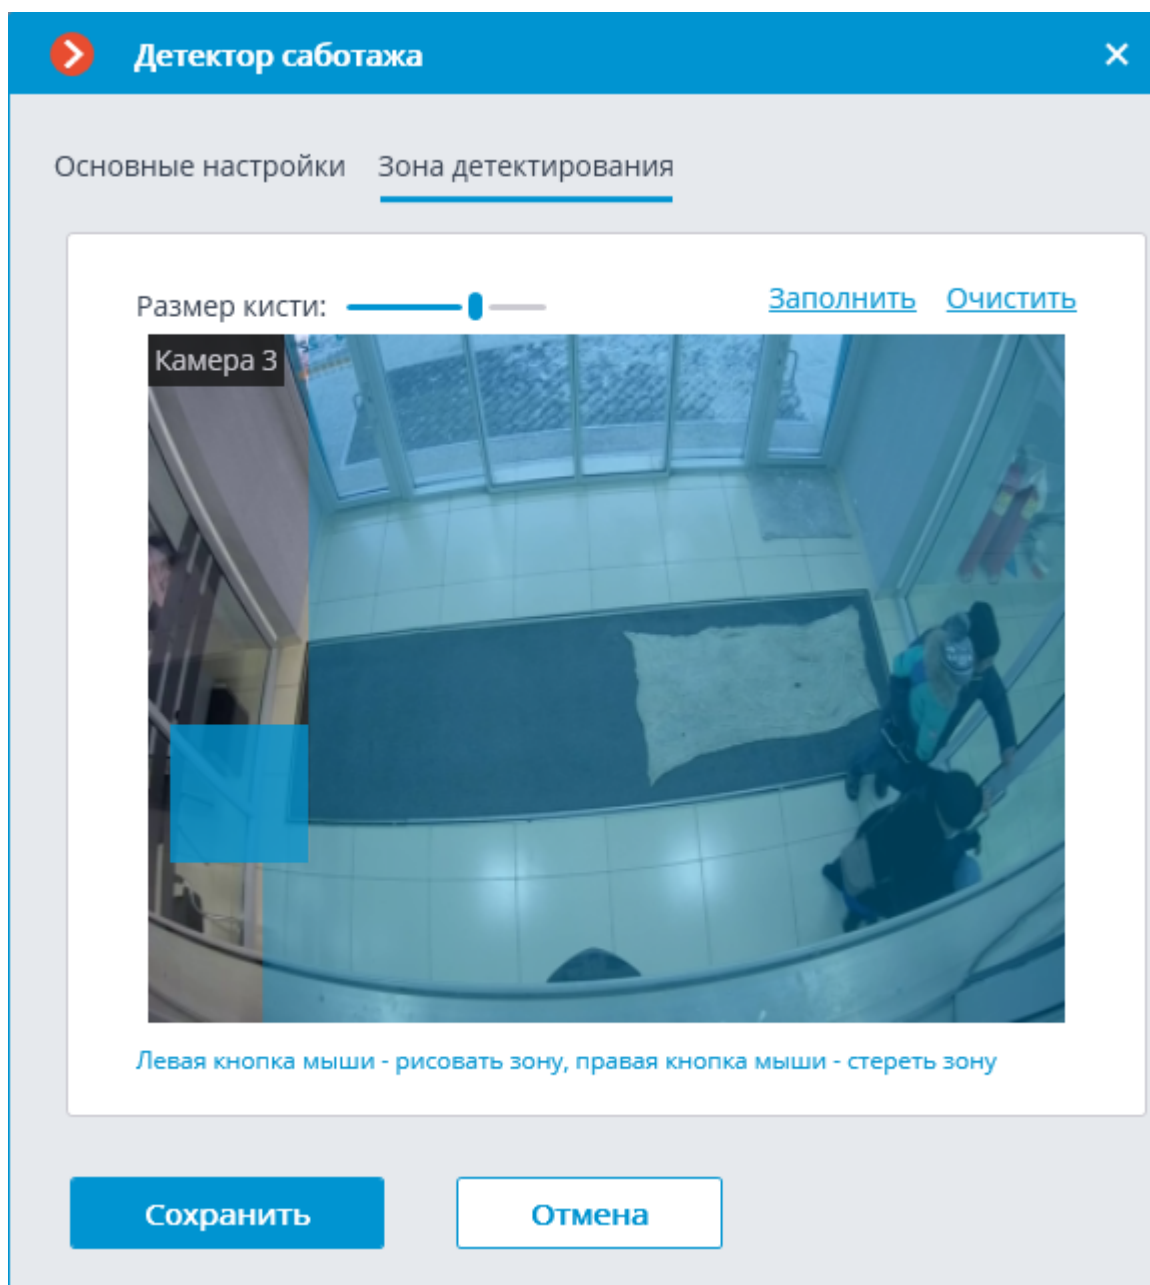 Детектор саботажа
Основные настройки Зона детектирования
Размер кисти: Заполнить Очистить
Камера 3
Левая кнопка мыши - рисовать зону, правая кнопка мыши - стереть зону
Сохранить Отмена